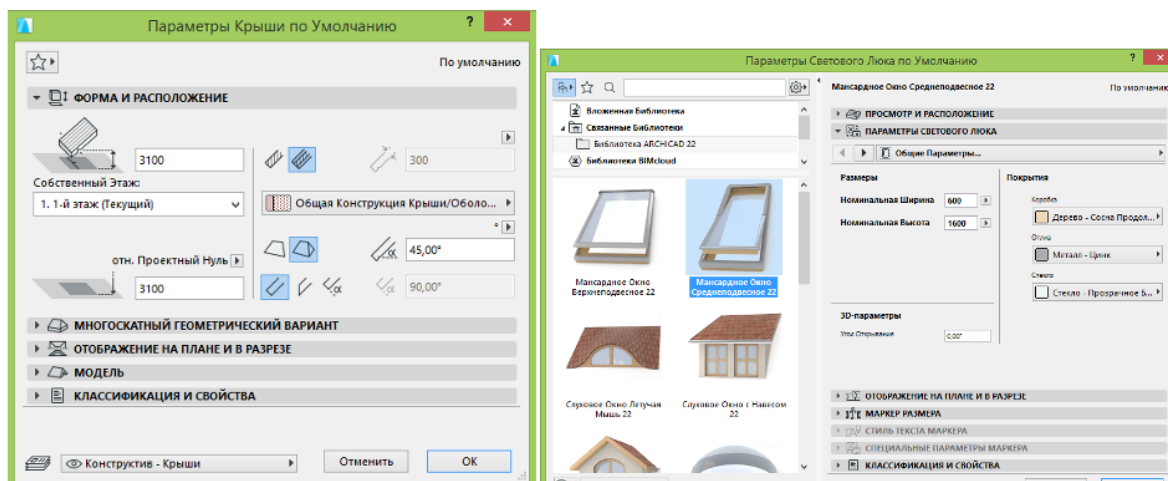 Параметры Крыши по Умолчанию
?
По умолчанию
ФОРМА И РАСПОЛОЖЕНИЕ
3100
300
Собственный Этаж:
1. 1-й этаж (Текущий)
Общая Конструкция Крыши/Оболо...
°
45,00°
отн. Проектный Нуль
3100
90,00°
МНОГОСКАТНЫЙ ГЕОМЕТРИЧЕСКИЙ ВАРИАНТ
ОТОБРАЖЕНИЕ НА ПЛАНЕ И В РАЗРЕЗЕ
МОДЕЛЬ
КЛАССИФИКАЦИЯ И СВОЙСТВА
Конструктив - Крыши
Отменить
OK
Параметры Светового Люка по Умолчанию
?
Вложенная Библиотека
Связанные Библиотеки
Библиотека ARCHICAD 22
Библиотеки BIMcloud
Мансардное Окно
Верхнеподвесное 22
Мансардное Окно
Среднеподвесное 22
Слуховое Окно Летучая
Мышь 22
Слуховое Окно с Навесом
22
Мансардное Окно Среднеподвесное 22
По умолчанию
ПРОСМОТР И РАСПОЛОЖЕНИЕ
ПАРАМЕТРЫ СВЕТОВОГО ЛЮКА
Общие Параметры...
Размеры
Покрытия
Номинальная Ширина
600
Номинальная Высота
1600
Коробка
Дерево - Сосна Продол...
Металл - Цинк
Стекло
Стекло - Прозрачное Б...
3D-параметры
Угол Открывания
0,00°
ОТОБРАЖЕНИЕ НА ПЛАНЕ И В РАЗРЕЗЕ
МАРКЕР РАЗМЕРА
СТИЛЬ ТЕКСТА МАРКЕРА
СПЕЦИАЛЬНЫЕ ПАРАМЕТРЫ МАРКЕРА
КЛАССИФИКАЦИЯ И СВОЙСТВА